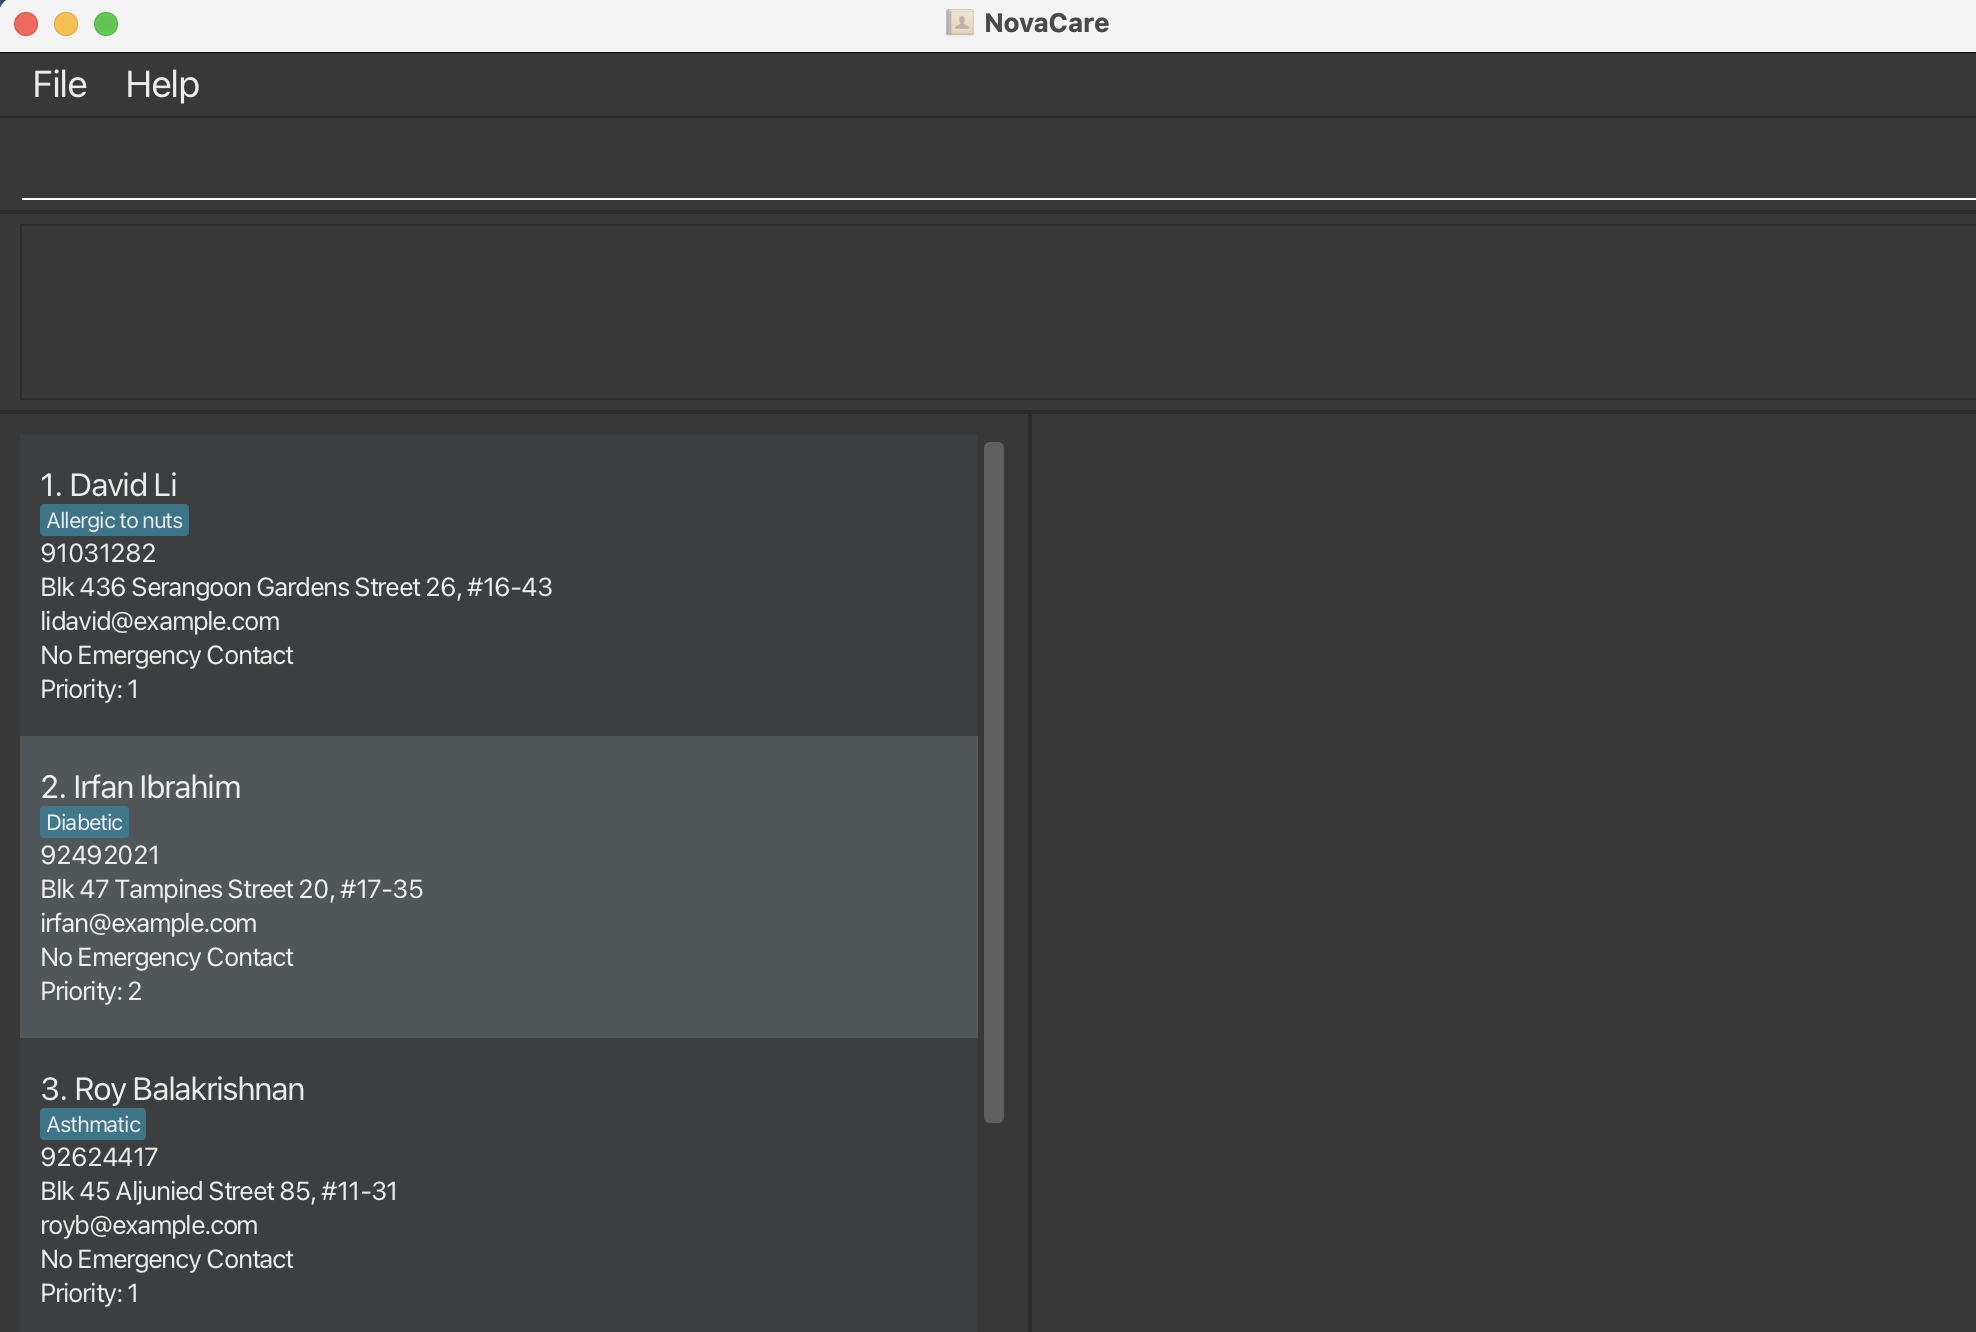 NovaCare
File Help
1. David Li
Allergic to nuts
91031282
Blk 436 Serangoon Gardens Street 26, #16-43
lidavid@example.com
No Emergency Contact
Priority: 1
2. Irfan Ibrahim
Diabetic
92492021
Blk 47 Tampines Street 20, #17-35
irfan@example.com
No Emergency Contact
Priority: 2
3. Roy Balakrishnan
Asthmatic
92624417
Blk 45 Aljunied Street 85, #11-31
royb@example.com
No Emergency Contact
Priority: 1